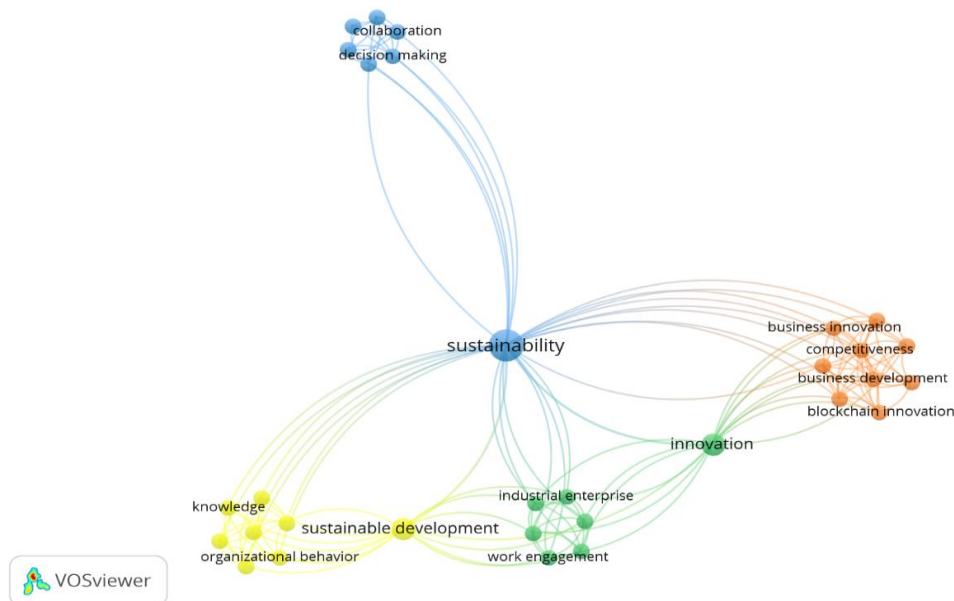 collaboration
decision making
sustainability
business innovation
competitiveness
business development
blockchain innovation
innovation
industrial enterprise
knowledge
sustainable development
organizational behavior
work engagement
VOSviewer